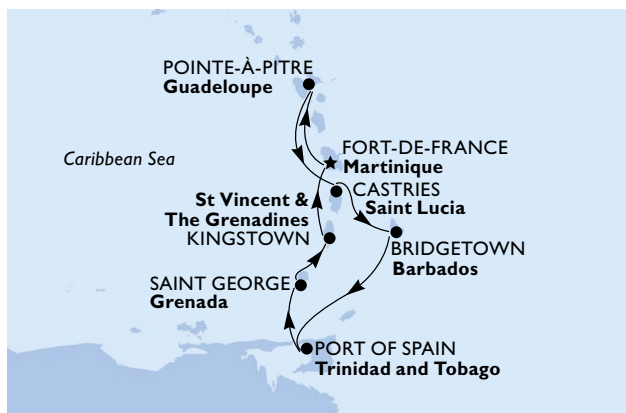 POINTE-À-PITRE
Guadeloupe
Caribbean Sea
FORT-DE-FRANCE
Martinique
CASTRIES
Saint Lucia
St Vincent &
The Grenadines
KINGSTOWN
BRIDGETOWN
Barbados
SAINT GEORGE
Grenada
PORT OF SPAIN
Trinidad and Tobago